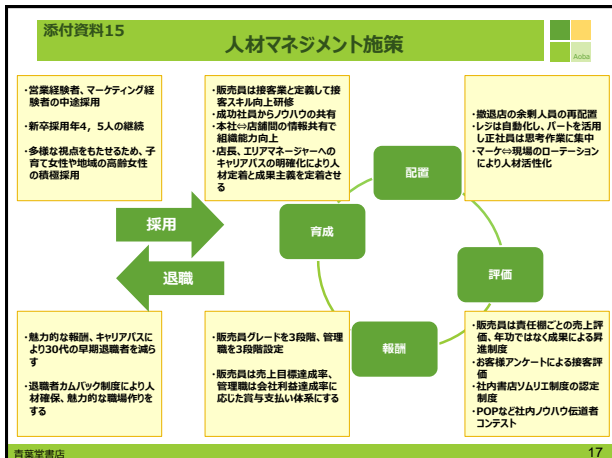 添付資料15
人材マネジメント施策
Aoba
・営業経験者、マーケティング経
験者の中途採用
・新卒採用年4，5人の継続
・多様な視点をもたせるため、子
育て女性や地域の高齢女性
の積極採用
・販売員は接客業と定義して接
客スキル向上研修
・成功社員からノウハウの共有
・本社⇔店舗間の情報共有で
組織能力向上
・店長、エリアマネージャーへの
キャリアパスの明確化により人
材定着と成果主義を定着させ
る
・撤退店の余剰人員の再配置
・レジは自動化し、パートを活用
し正社員は思考作業に集中
・マーケ⇔現場のローテーション
により人材活性化
採用
退職
配置
育成
評価
報酬
・魅力的な報酬、キャリアパスに
より30代の早期退職者を減ら
す
・退職者カムバック制度により人
材確保、魅力的な職場作りを
する
・販売員グレードを3段階、管理
職を3段階設定
・販売員は売上目標達成率、
管理職は会社利益達成率に
応じた賞与支払い体系にする
・販売員は責任棚ごとの売上評
価、年功ではなく成果による昇
進制度
・お客様アンケートによる接客評
価
・社内書店ソムリエ制度の認定
制度
・POPなど社内ノウハウ伝道者
コンテスト
青葉堂書店
17